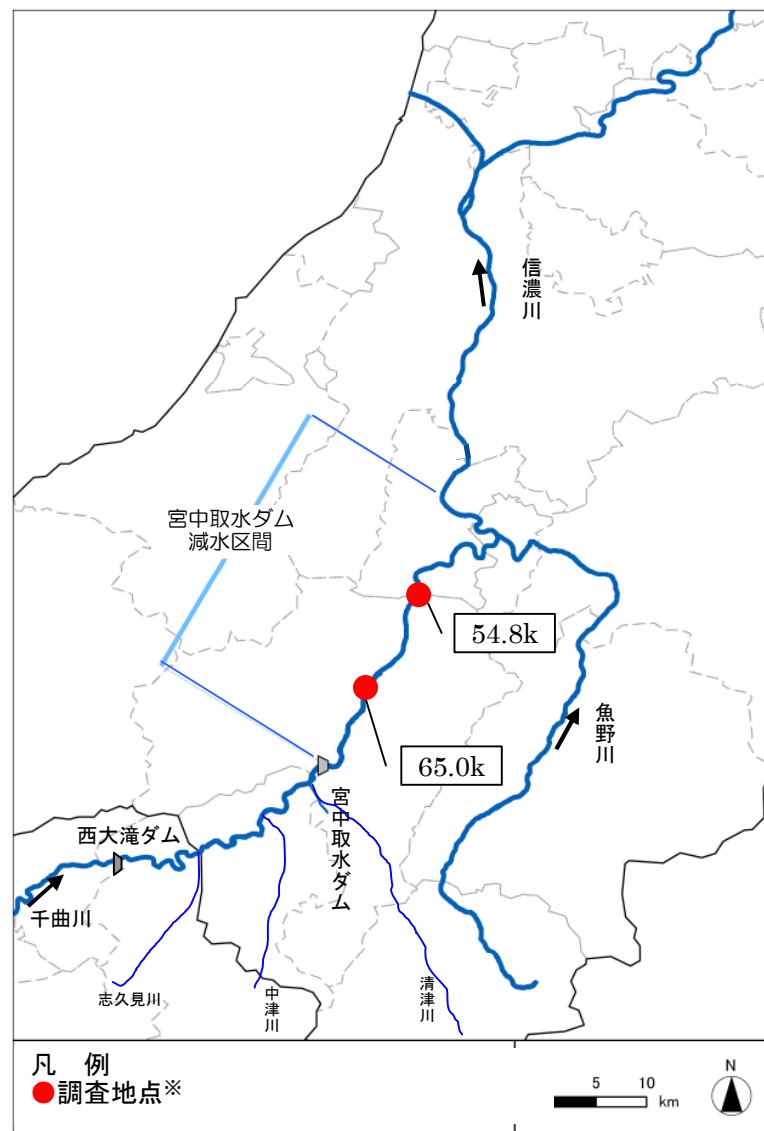 信濃川
宮中取水ダム
減水区間
54.8k
魚野川
65.0k
宮中取水ダム
西大滝ダム
千曲川
志久見川
中津川
清津川
凡 例
調査地点※
5 10
km
N